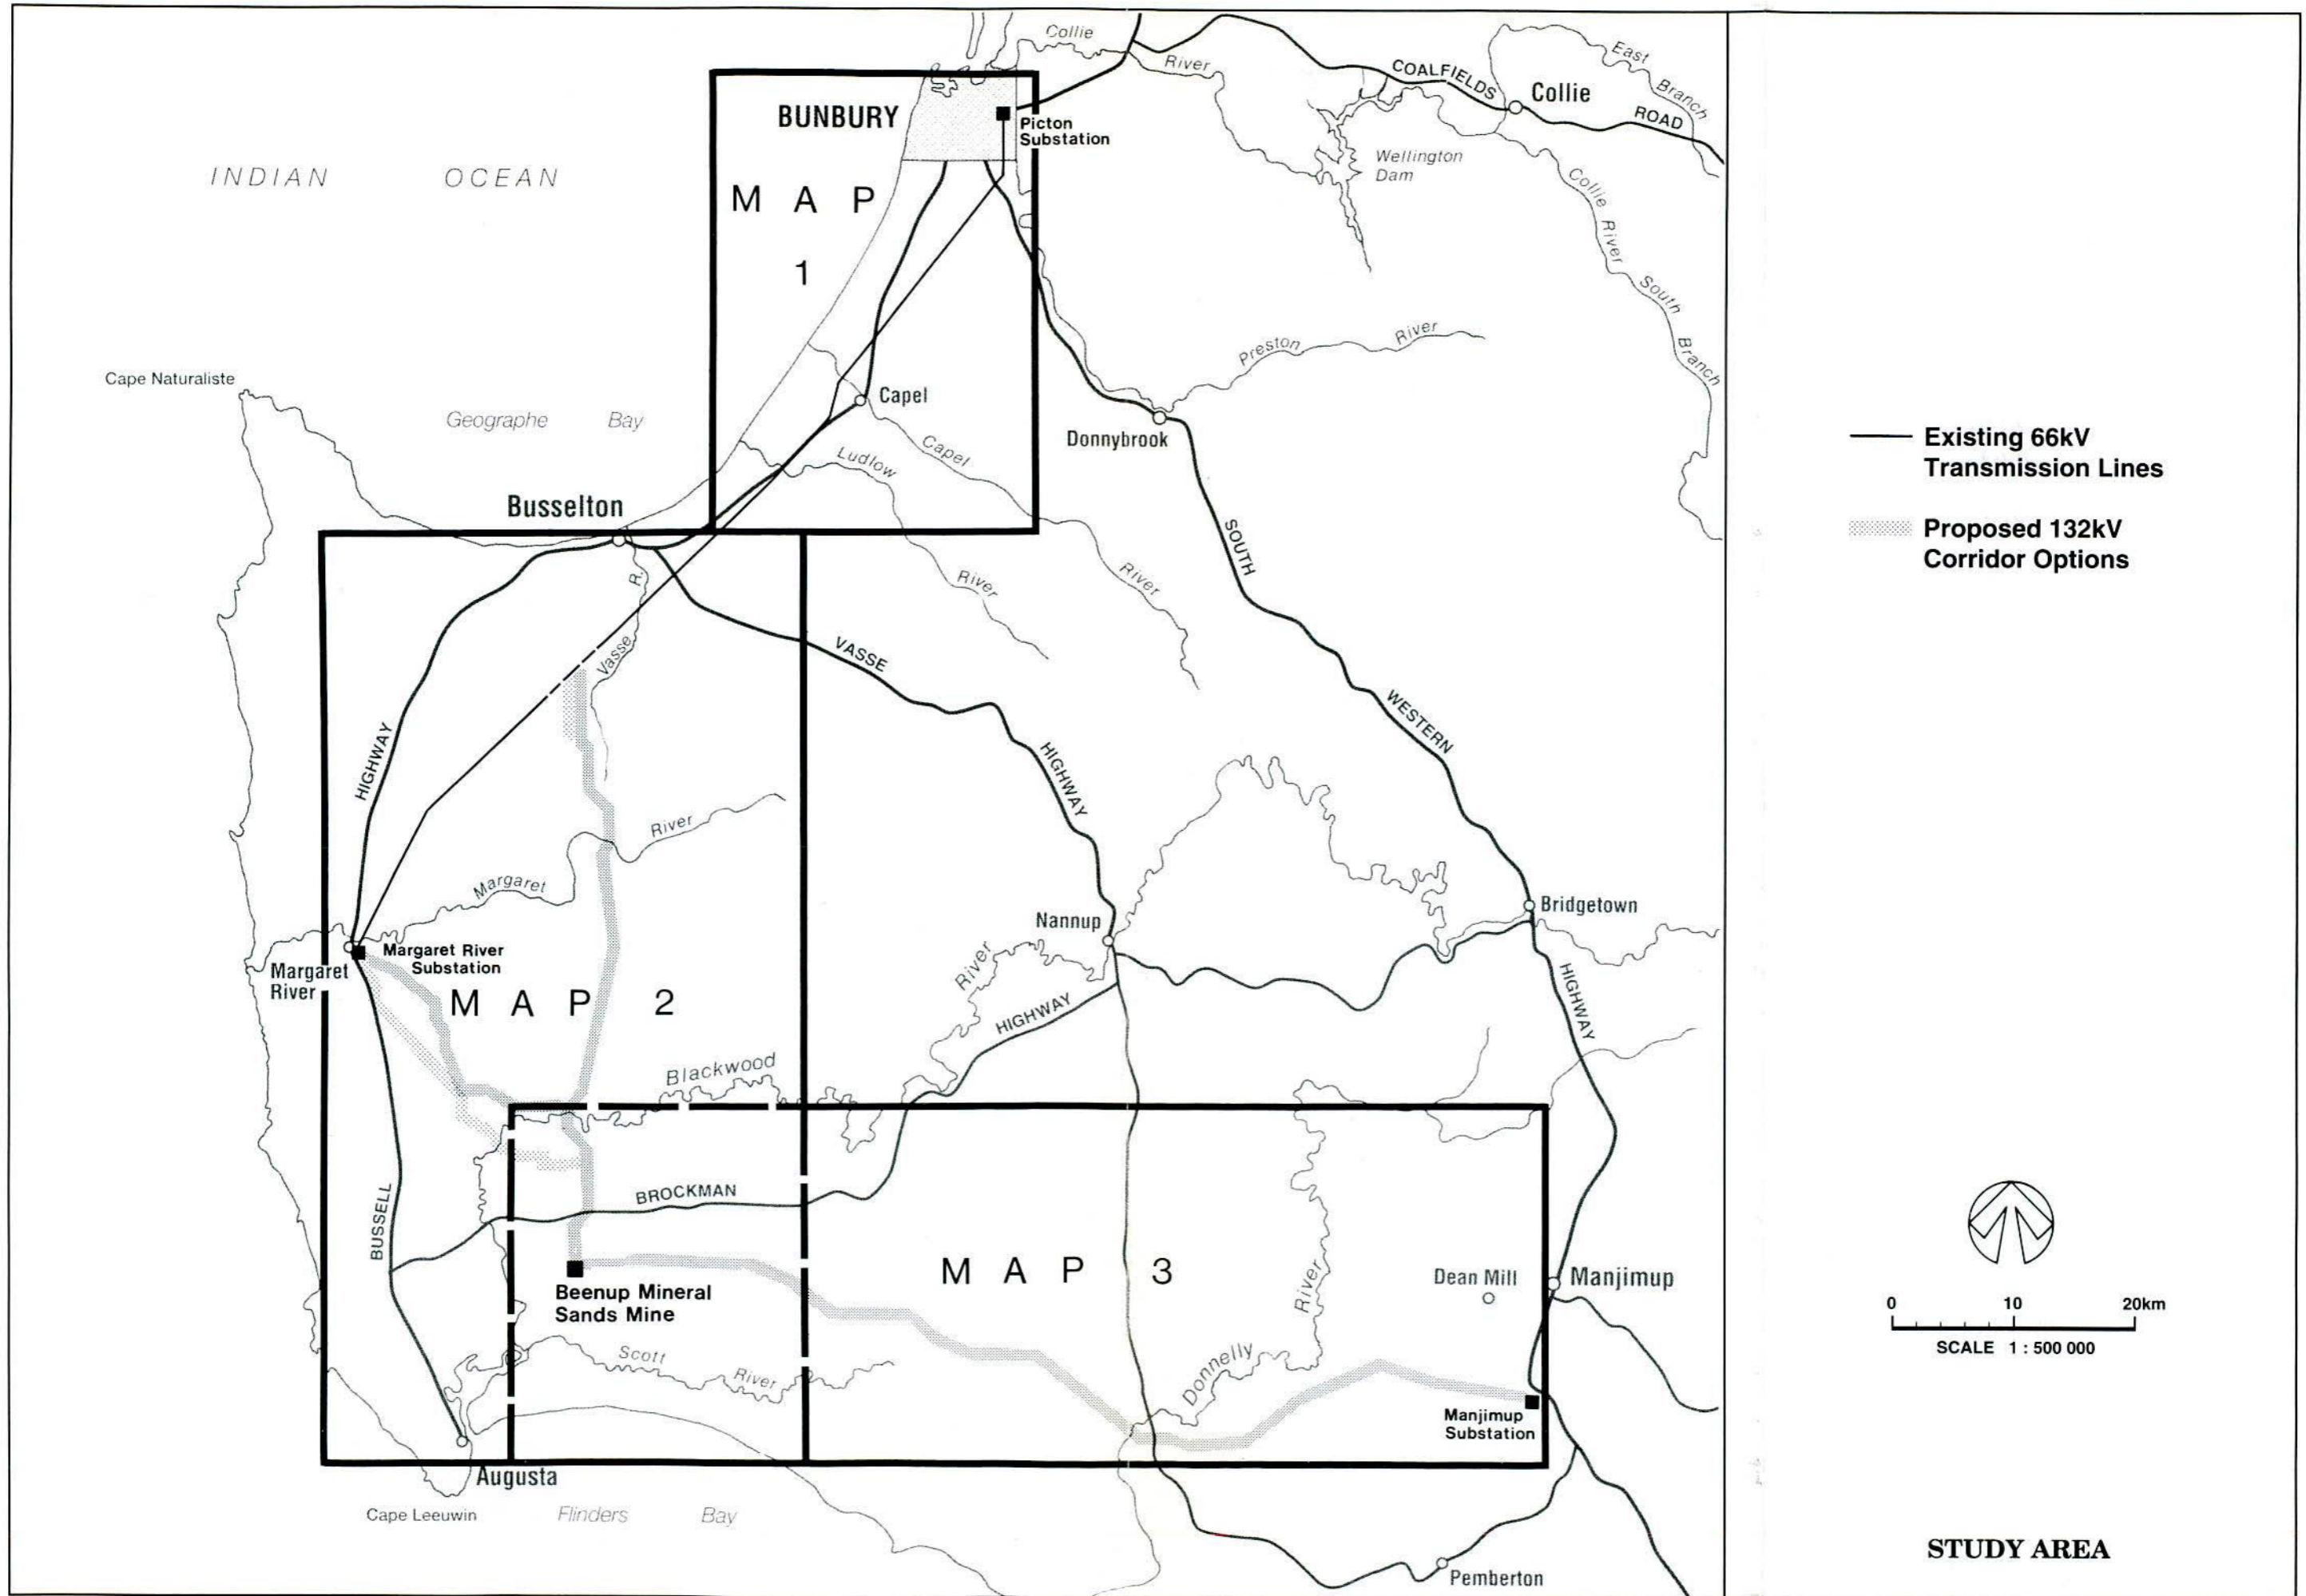 Collie
River
East
Branch
COALFIELDS
Collie
ROAD
BUNBURY
Picton
Substation
Wellington
Dam
INDIAN OCEAN
Collie River South Branch
MAP
1
Preston River
Cape Naturaliste
Geographe Bay
Capel
Donnybrook
Existing 66kV
Transmission Lines
Ludlow
Capel
Busselton
SOUTH
Proposed 132kV
Corridor Options
R.
River
River
Vasse
VASSE
WESTERN
HIGHWAY
HIGHWAY
River
Margaret
Bridgetown
Nannup
Margaret River
Substation
Margaret
River
River
HIGHWAY
MAP 2
HIGHWAY
Blackwood
BROCKMAN
BUSSELL
MAP 3
River
Dean Mill
Manjimup
Beenup Mineral
Sands Mine
0 10 20km
SCALE 1 : 500 000
Scott
River
Donnelly
Manjimup
Substation
Augusta
Cape Leeuwin
Flinders Bay
STUDY AREA
Pemberton